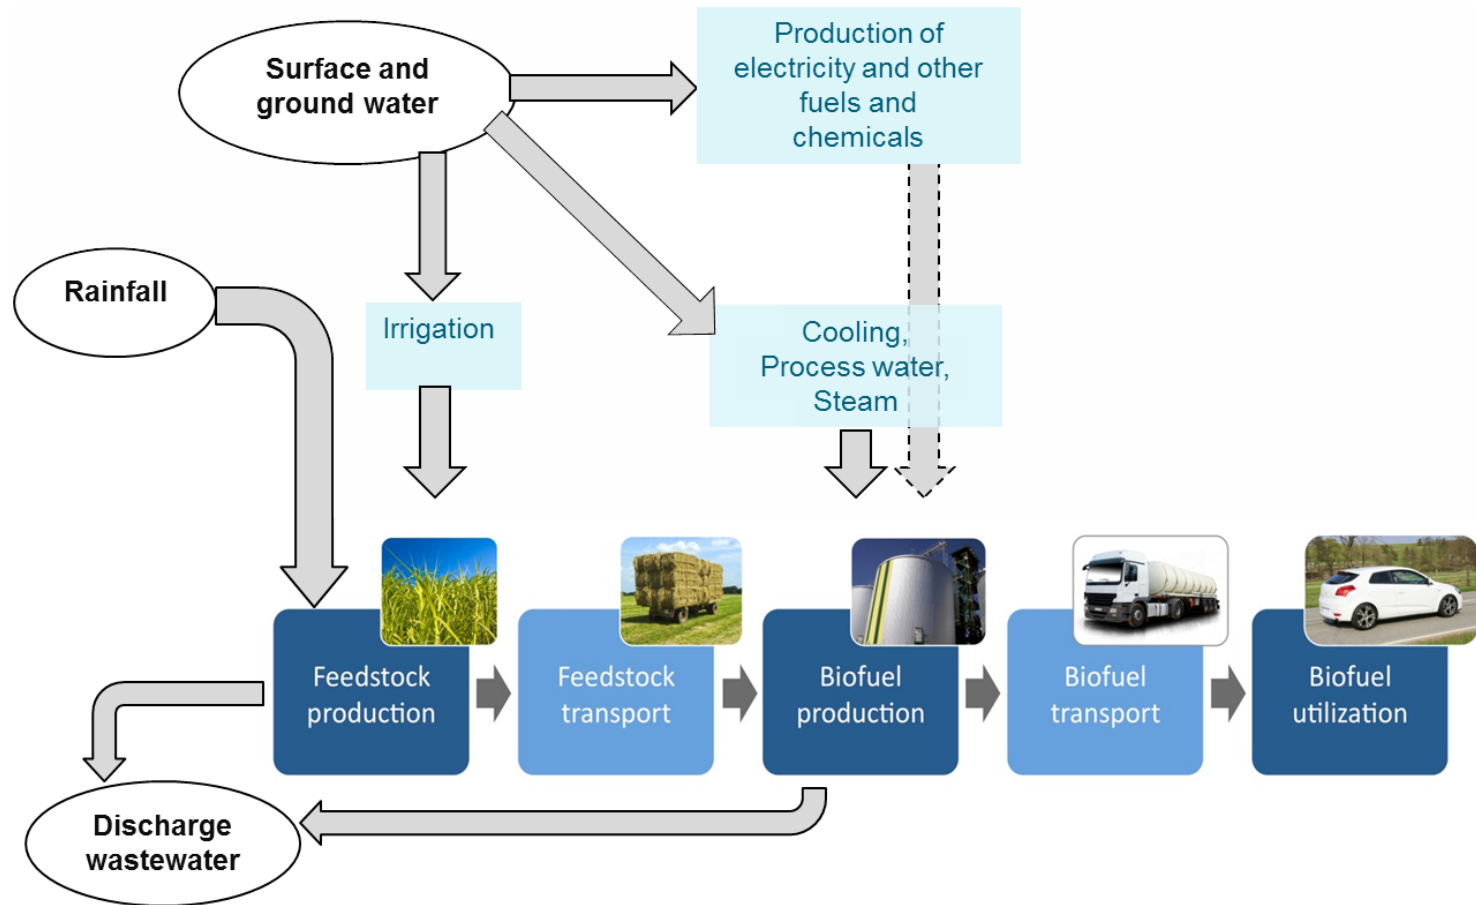 Surface and
ground water
Production of
electricity and other
fuels and
chemicals
Rainfall
Irrigation
Cooling,
Process water,
Steam
Feedstock
production
Feedstock
transport
Biofuel
production
Biofuel
transport
Biofuel
utilization
Discharge
wastewater